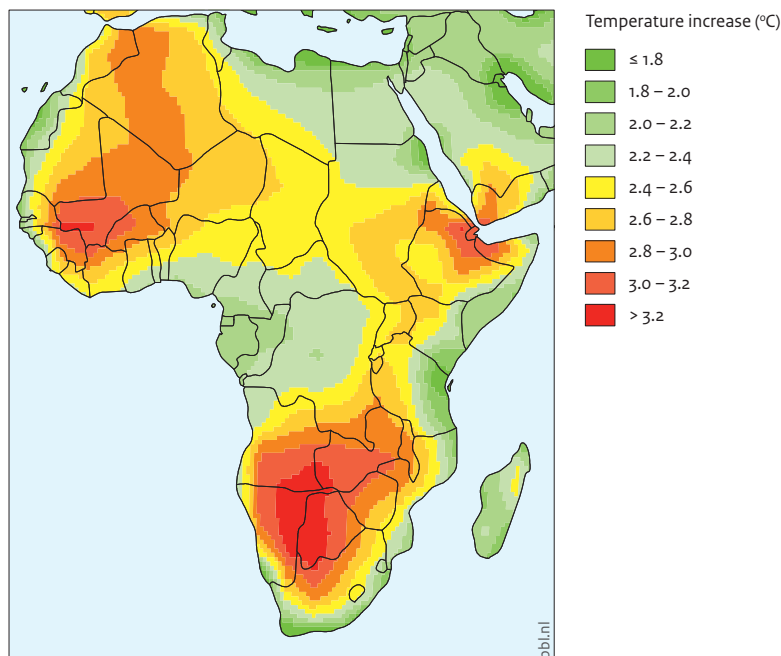 Temperature increase (°C)
≤ 1.8
1.8 – 2.0
2.0 – 2.2
2.2 – 2.4
2.4 – 2.6
2.6 – 2.8
2.8 – 3.0
3.0 – 3.2
> 3.2
pbl.nl